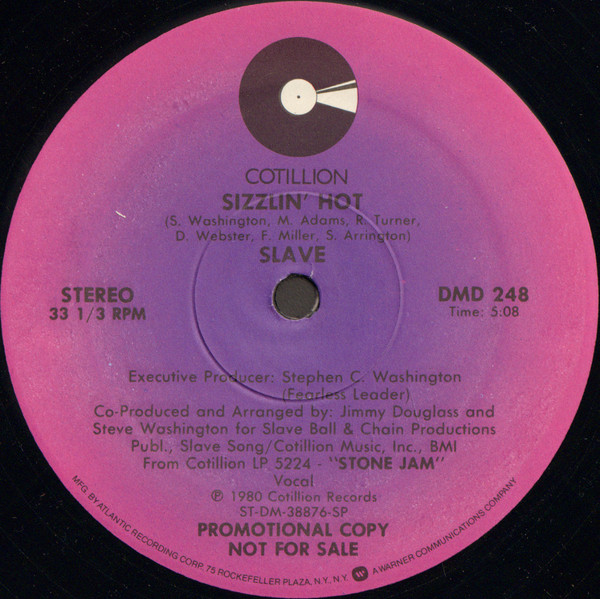 COTILLION
SIZZLIN' HOT
(S. Washington, M. Adams, R. Turner,
D. Webster, F. Miller, S. Arrington)
SLAVE
STEREO
33 1/3 RPM
DMD 248
Time: 5:08
Executive Producer: Stephen C. Washington
(Fearless Leader)
Co-Produced and Arranged by: Jimmy Douglass and
Steve Washington for Slave Ball & Chain Productions
Publ., Slave Song/Cotillion Music, Inc., BMI
From Cotillion LP 5224 - "STONE JAM"
Vocal
℗ 1980 Cotillion Records
ST-DM-38876-SP
PROMOTIONAL COPY
NOT FOR SALE
MFG. BY ATLANTIC RECORDING CORP. 75 ROCKEFELLER PLAZA, N.Y., N.Y. W A WARNER COMMUNICATIONS COMPANY